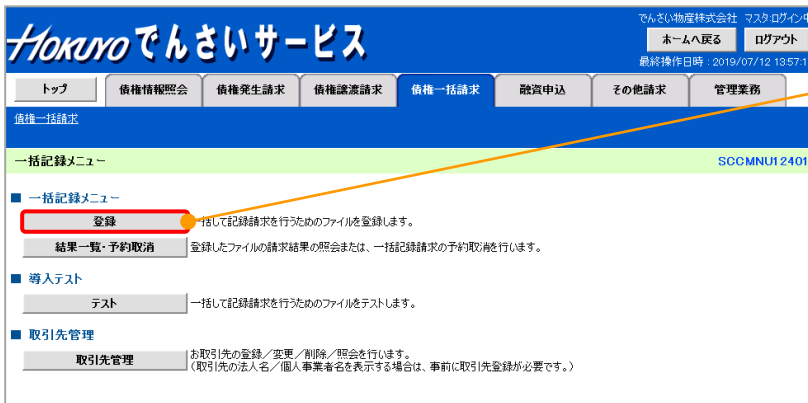 でんさい物産株式会社 マスタ:ログイン中
Hokuyoでんさいサービス
ホームへ戻る ログアウト
最終操作日時:2019/07/12 13:57:1
トップ 債権情報照会 債権発生請求 債権譲渡請求 債権一括請求 融資申込 その他請求 管理業務
債権一括請求
一括記録メニュー SCCMNU12401
■ 一括記録メニュー
登録 一括して記録請求を行うためのファイルを登録します。
結果一覧・予約取消 登録したファイルの請求結果の照会または、一括記録請求の予約取消を行います。
■ 導入テスト
テスト 一括して記録請求を行うためのファイルをテストします。
■ 取引先管理
取引先管理 お取引先の登録/変更/削除/照会を行います。
(取引先の法人名/個人事業者名を表示する場合は、事前に取引先登録が必要です。)